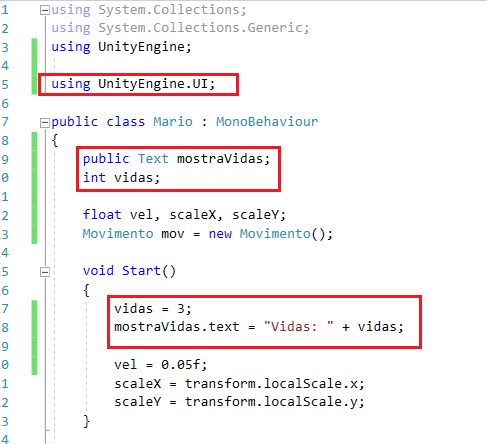 using System.Collections;
using System.Collections.Generic;
using UnityEngine;
using UnityEngine.UI;
public class Mario : MonoBehaviour
{
public Text mostraVidas;
int vidas;
float vel, scaleX, scaleY;
Movimento mov = new Movimento();
void Start()
{
vidas = 3;
mostraVidas.text = "Vidas: " + vidas;
vel = 0.05f;
scaleX = transform.localScale.x;
scaleY = transform.localScale.y;
}